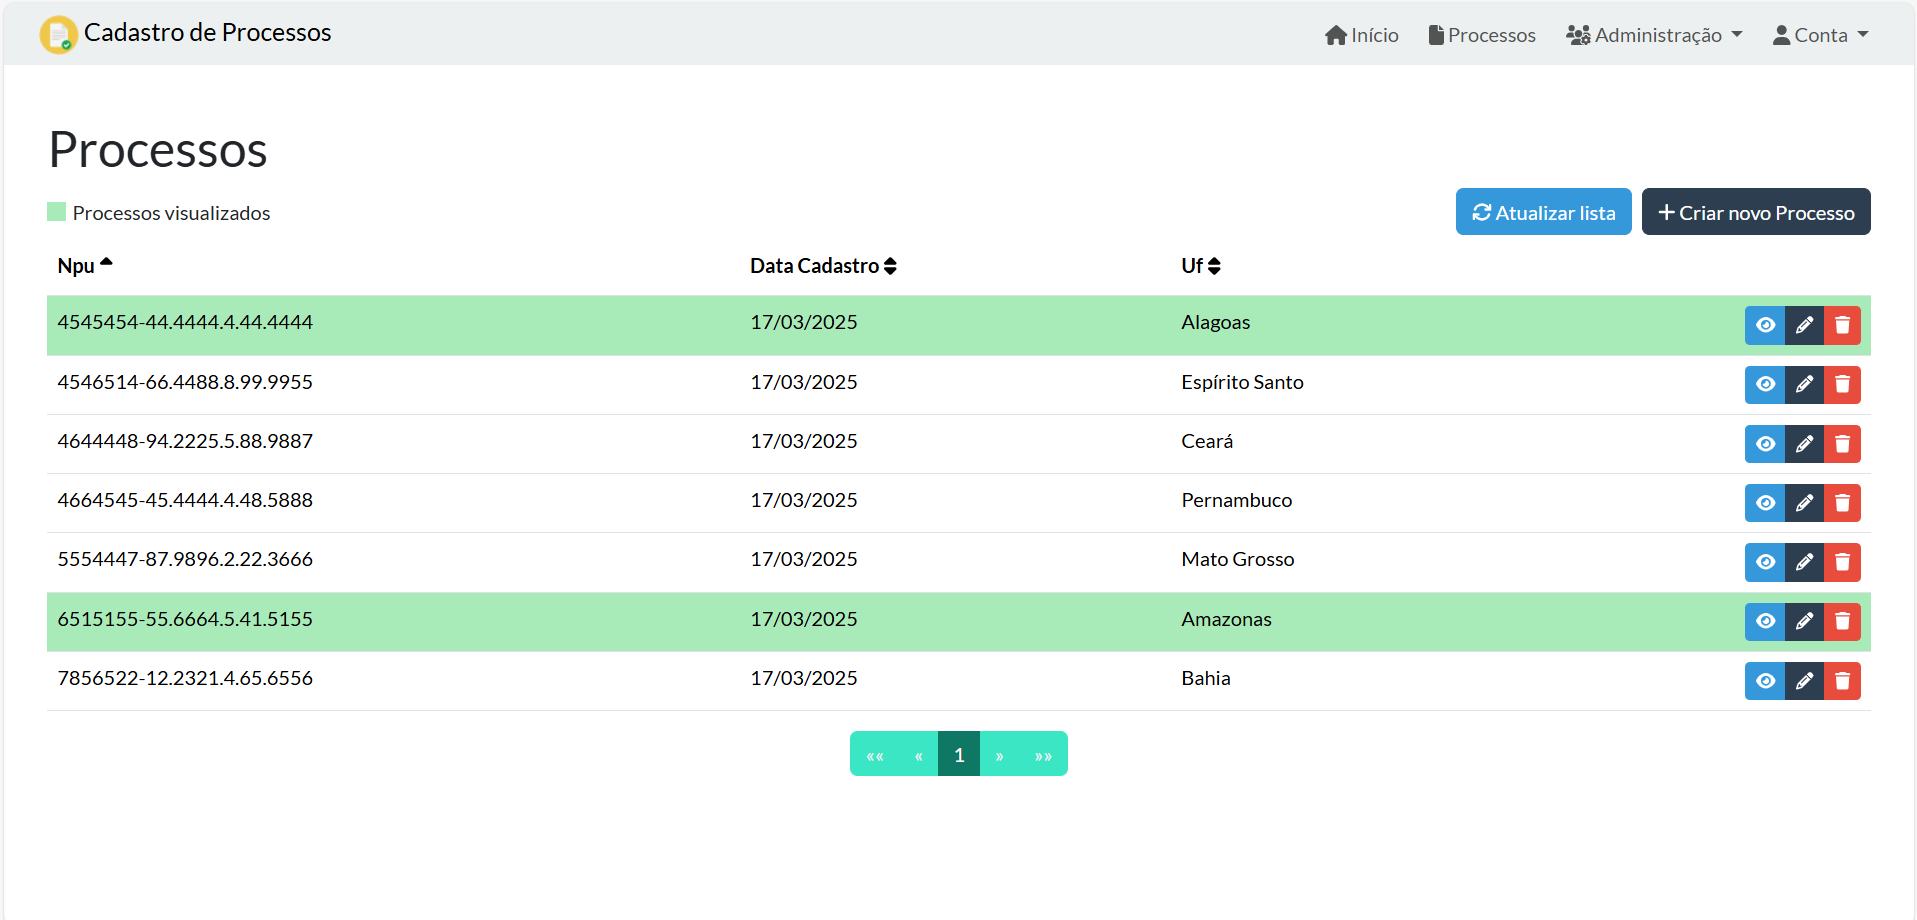 Cadastro de Processos Início Processos Administração Conta
Processos
Processos visualizados Atualizar lista Criar novo Processo
Npu Data Cadastro Uf
4545454-44.4444.4.44.4444 17/03/2025 Alagoas
4546514-66.4488.8.99.9955 17/03/2025 Espírito Santo
4644448-94.2225.5.88.9887 17/03/2025 Ceará
4664545-45.4444.4.48.5888 17/03/2025 Pernambuco
5554447-87.9896.2.22.3666 17/03/2025 Mato Grosso
6515155-55.6664.5.41.5155 17/03/2025 Amazonas
7856522-12.2321.4.65.6556 17/03/2025 Bahia
«« « 1 » »»